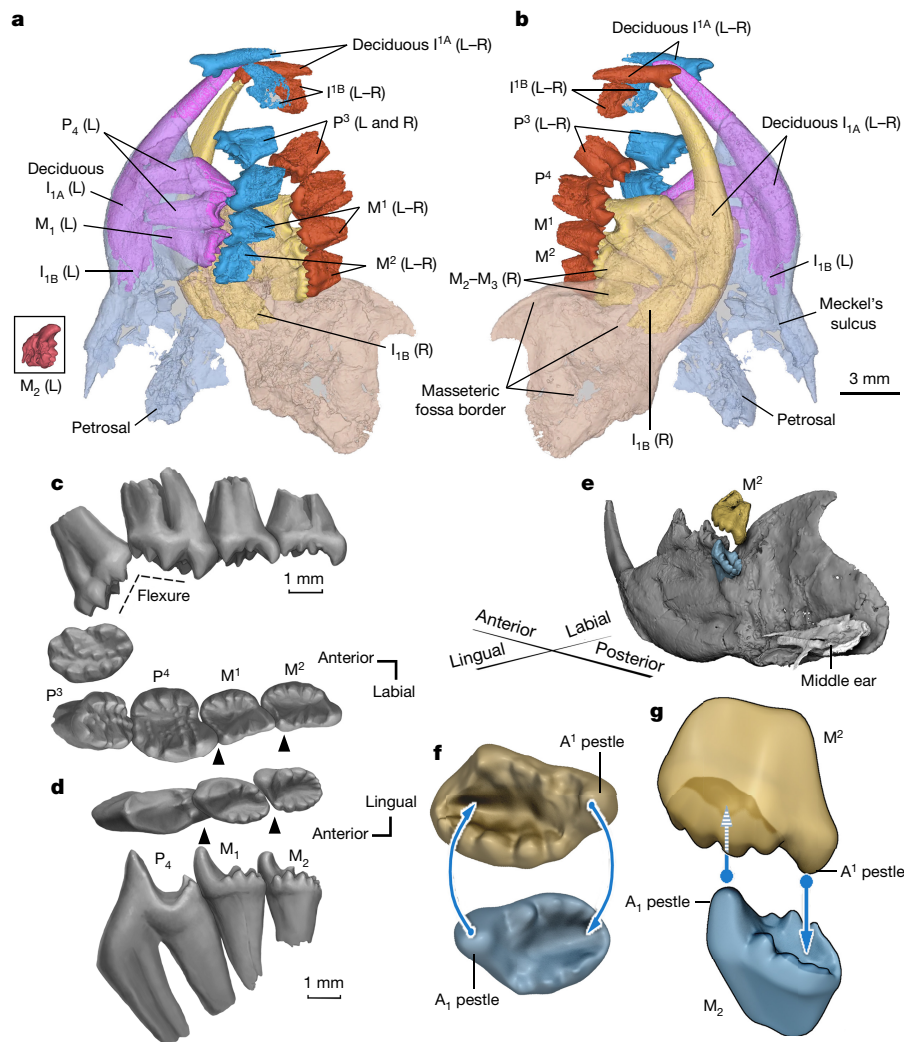 a
Deciduous I1A (L–R)
I1B (L–R)
P3 (L and R)
P4 (L)
Deciduous
I1A (L)
M1 (L)
I1B (L)
M1 (L–R)
M2 (L–R)
I1B (R)
M2 (L)
Petrosal
b
Deciduous I1A (L–R)
I1B (L–R)
P3 (L–R)
Deciduous I1A (L–R)
P4
M1
M2
M2–M3 (R)
I1B (L)
Meckel's
sulcus
Masseteric
fossa border
I1B (R)
Petrosal
3 mm
c
Flexure
1 mm
Anterior
Labial
P3
P4
M1
M2
d
Lingual
Anterior
P4
M1
M2
1 mm
e
M2
Anterior
Labial
Lingual
Posterior
Middle ear
f
A1 pestle
A1 pestle
g
M2
A1 pestle
A1 pestle
M2